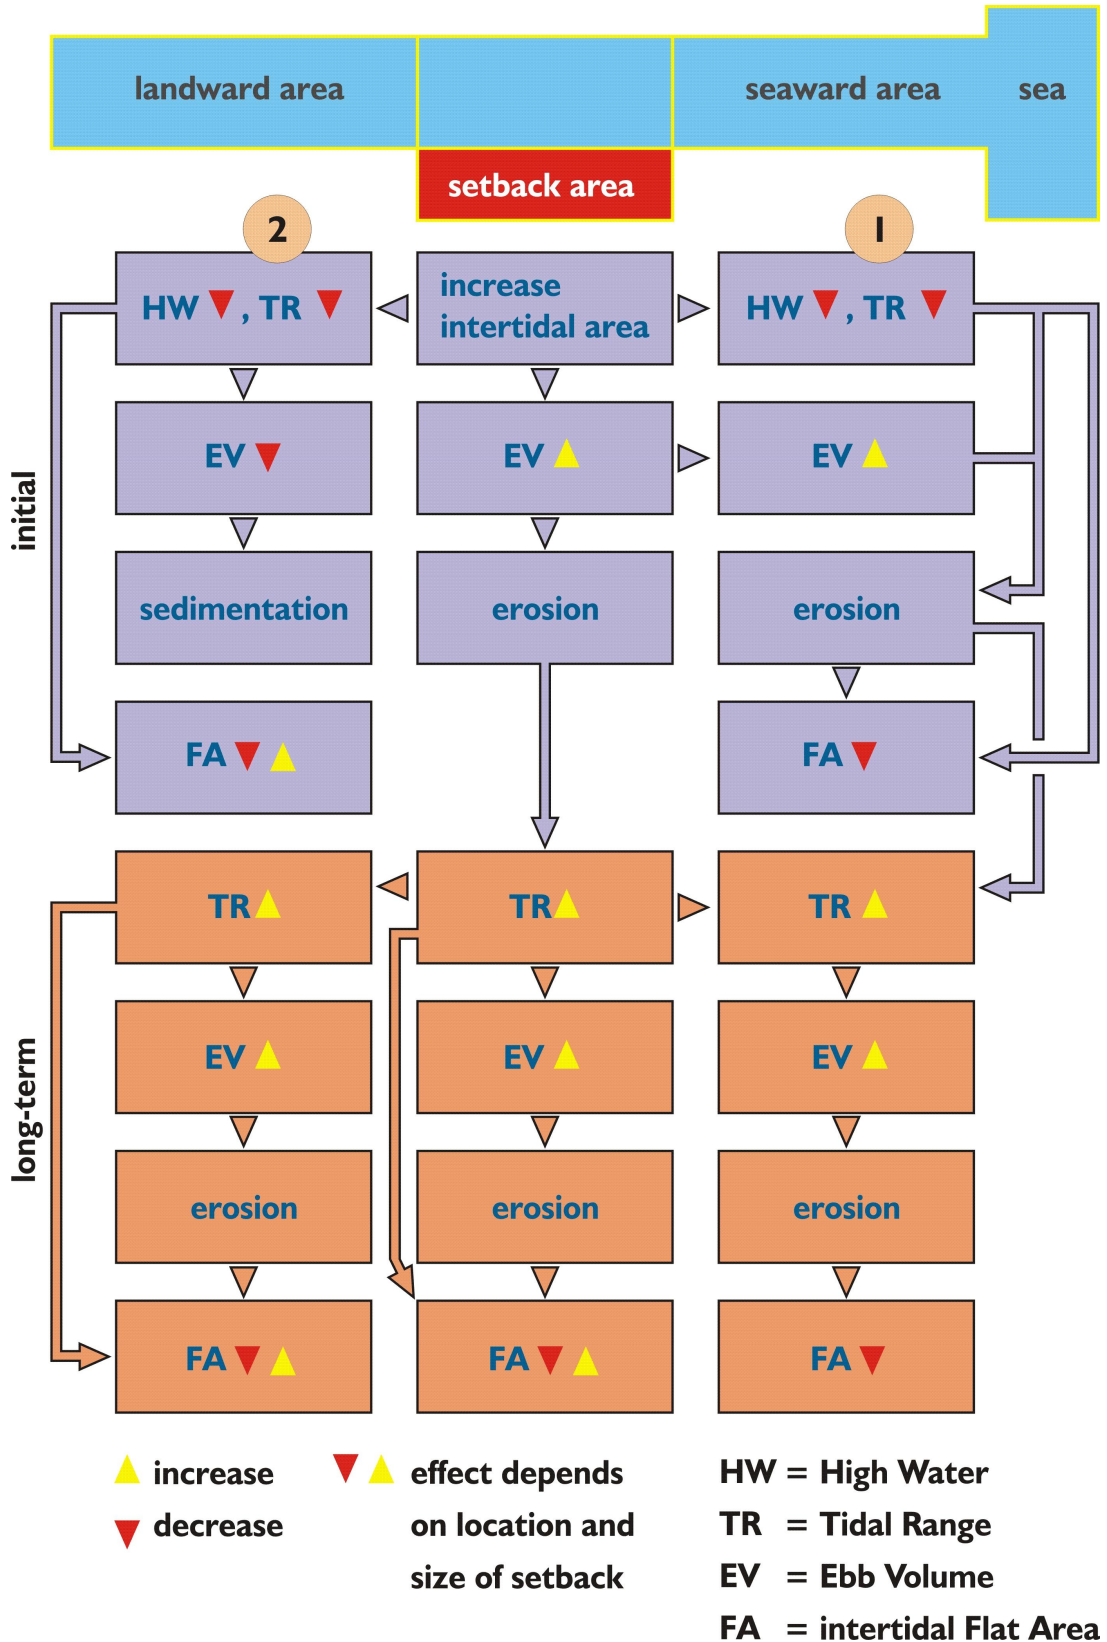 landward area
seaward area
sea
setback area
2
1
HW , TR
increase
intertidal area
HW , TR
EV
EV
EV
initial
sedimentation
erosion
erosion
FA
FA
TR
TR
TR
EV
EV
EV
long-term
erosion
erosion
erosion
FA
FA
FA
increase
decrease
effect depends
on location and
size of setback
HW = High Water
TR = Tidal Range
EV = Ebb Volume
FA = intertidal Flat Area